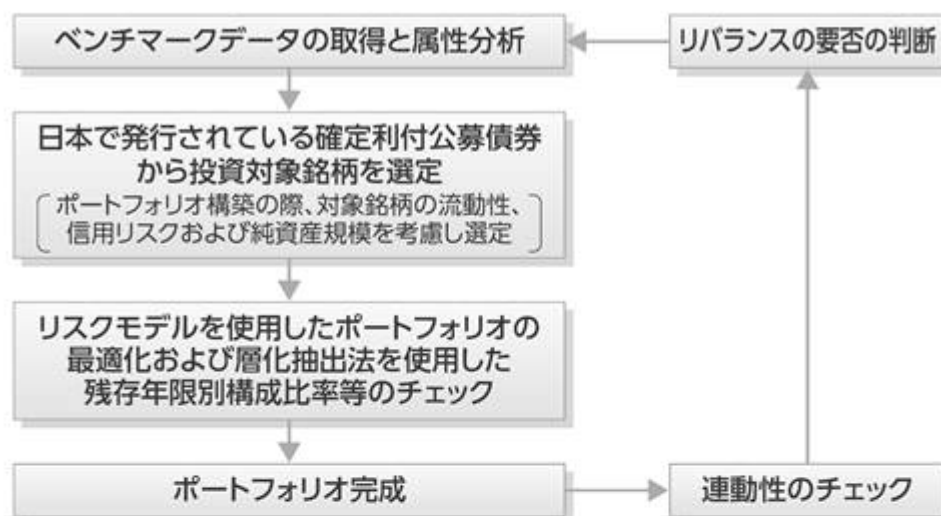 ベンチマークデータの取得と属性分析
リバランスの要否の判断
日本で発行されている確定利付公募債券
から投資対象銘柄を選定
ポートフォリオ構築の際、対象銘柄の流動性、
信用リスクおよび純資産規模を考慮し選定
リスクモデルを使用したポートフォリオの
最適化および層化抽出法を使用した
残存年限別構成比率等のチェック
ポートフォリオ完成
連動性のチェック